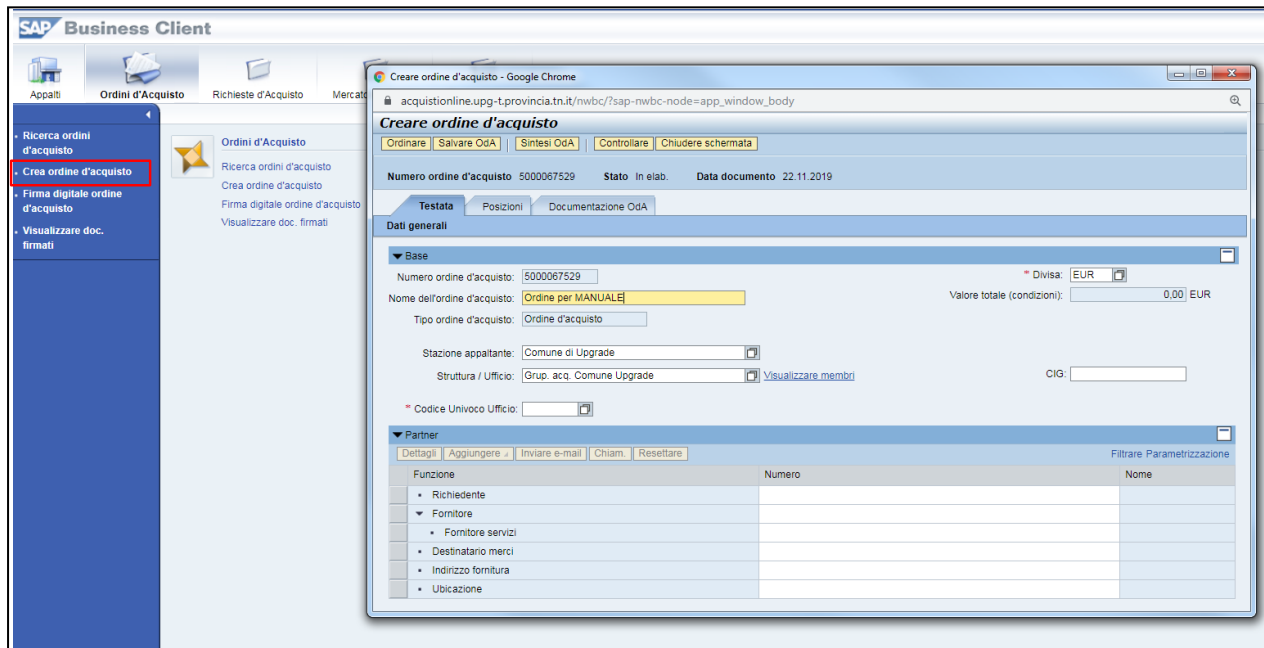 SAP Business Client
Appalti
Ordini d'Acquisto
Richieste d'Acquisto
Mercato
Ricerca ordini
d'acquisto
Crea ordine d'acquisto
Firma digitale ordine
d'acquisto
Visualizzare doc.
firmati
Ordini d'Acquisto
Ricerca ordini d'acquisto
Crea ordine d'acquisto
Firma digitale ordine d'acquisto
Visualizzare doc. firmati
Creare ordine d'acquisto - Google Chrome
acquistionline.upg-t.provincia.tn.it/nwbc/?sap-nwbc-node=app_window_body
Creare ordine d'acquisto
Ordinare Salvare OdA Sintesi OdA Controllare Chiudere schermata
Numero ordine d'acquisto 5000067529 Stato In elab. Data documento 22.11.2019
Testata Posizioni Documentazione OdA
Dati generali
Base
Numero ordine d'acquisto: 5000067529 * Divisa: EUR
Nome dell'ordine d'acquisto: Ordine per MANUALE Valore totale (condizioni): 0,00 EUR
Tipo ordine d'acquisto: Ordine d'acquisto
Stazione appaltante: Comune di Upgrade
Struttura / Ufficio: Grup. acq. Comune Upgrade Visualizzare membri CIG:
* Codice Univoco Ufficio:
Partner
Dettagli Aggiungere Inviare e-mail Chiam. Resettare Filtrare Parametrizzazione
Funzione Numero Nome
Richiedente
Fornitore
Fornitore servizi
Destinatario merci
Indirizzo fornitura
Ubicazione